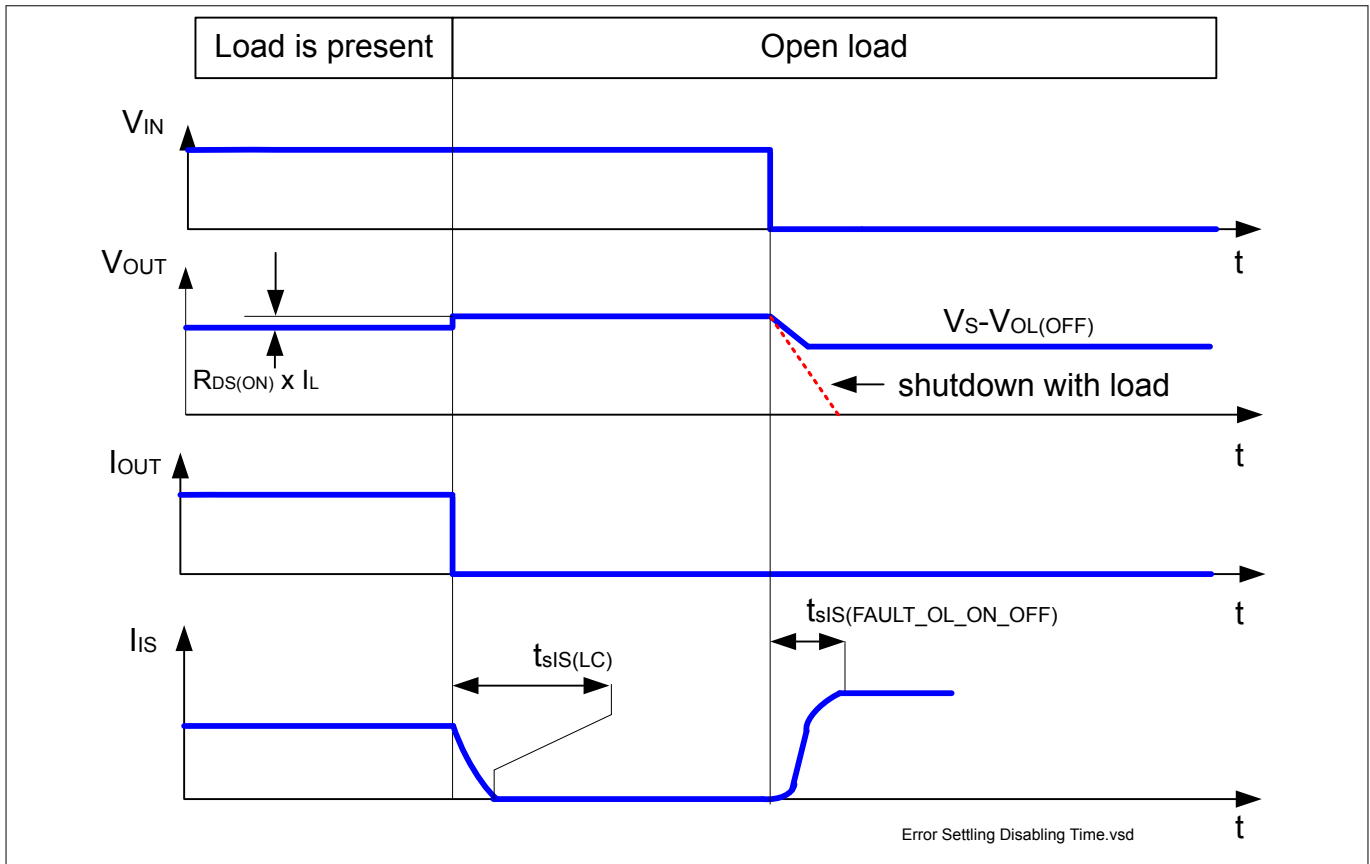 Load is present
Open load
VIN
t
VOUT
VS-VOL(OFF)
RDS(ON) x IL
shutdown with load
t
IOUT
t
tsIS(FAULT_OL_ON_OFF)
IIS
tsIS(LC)
t
Error Settling Disabling Time.vsd